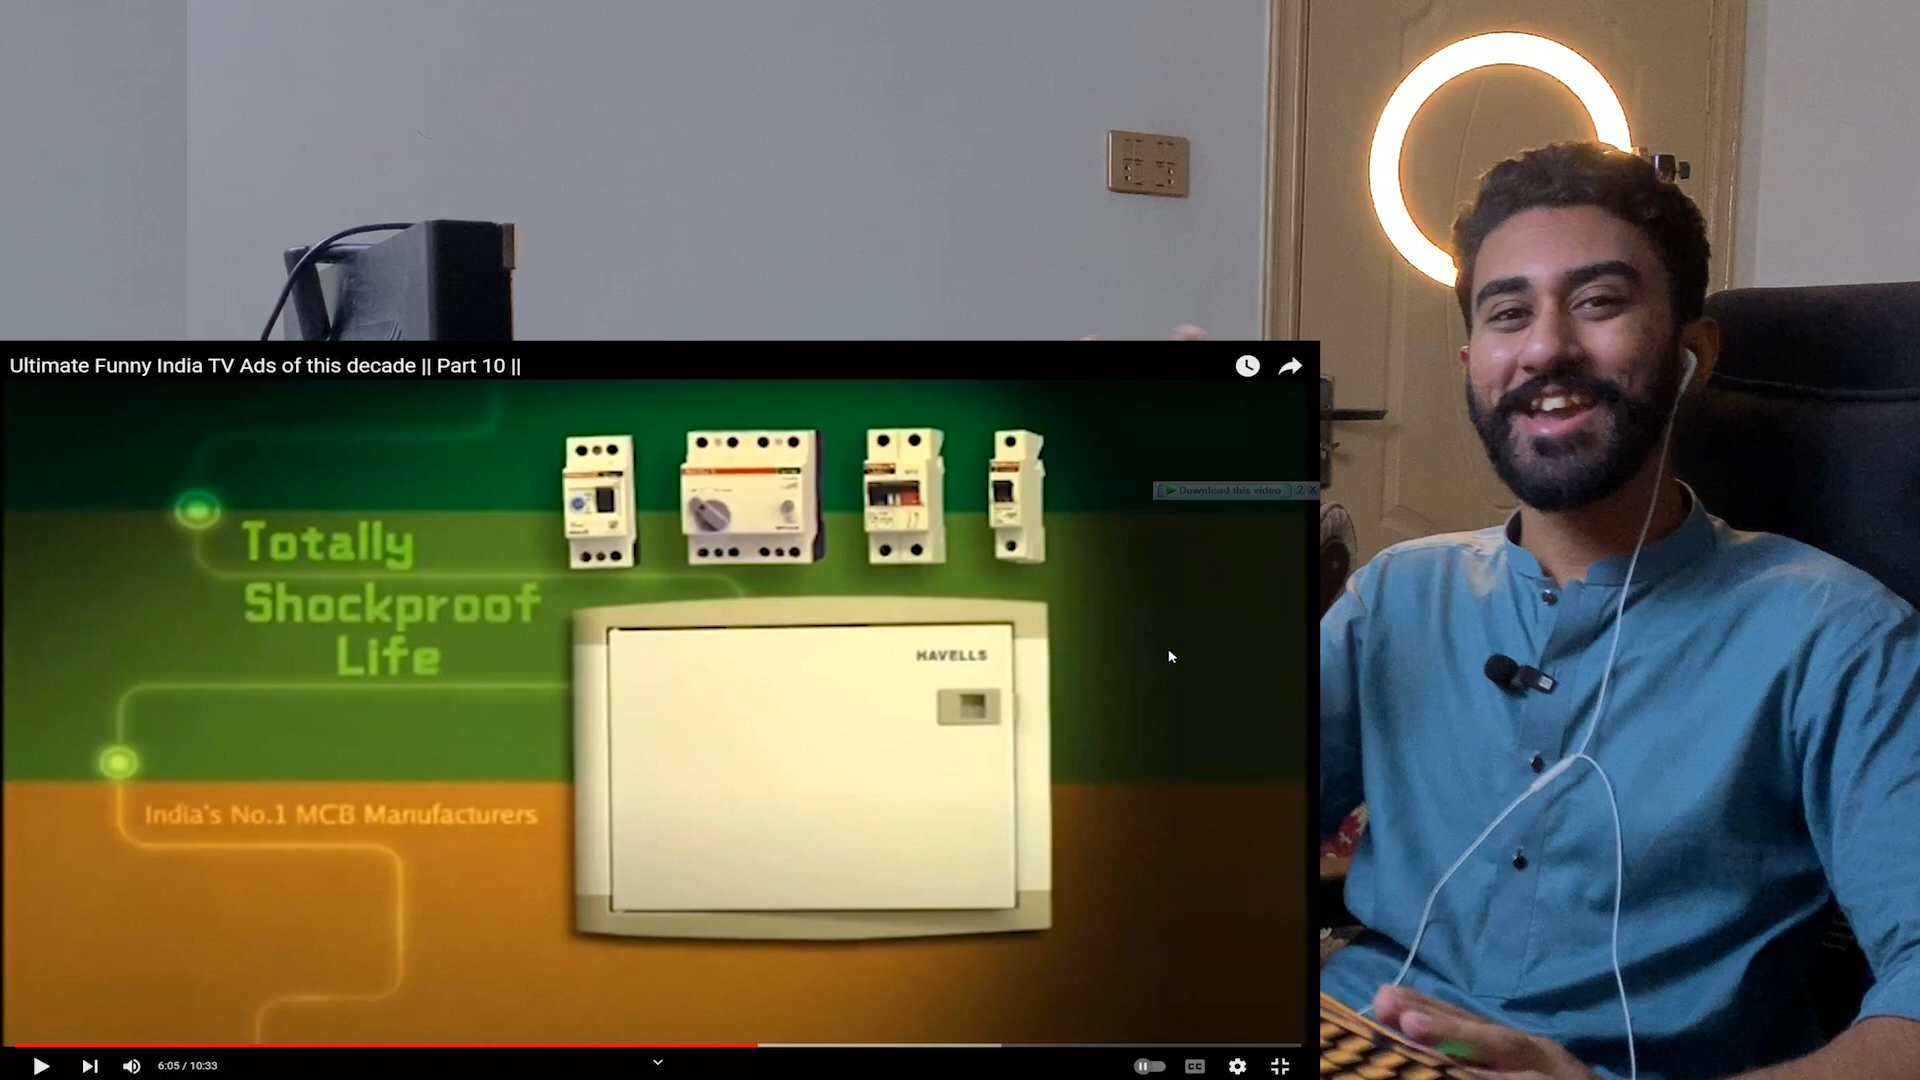 Ultimate Funny India TV Ads of this decade || Part 10 ||
Download this video
Totally
Shockproof
Life
HAVELLS
India's No.1 MCB Manufacturers
6:05 / 10:33
CC